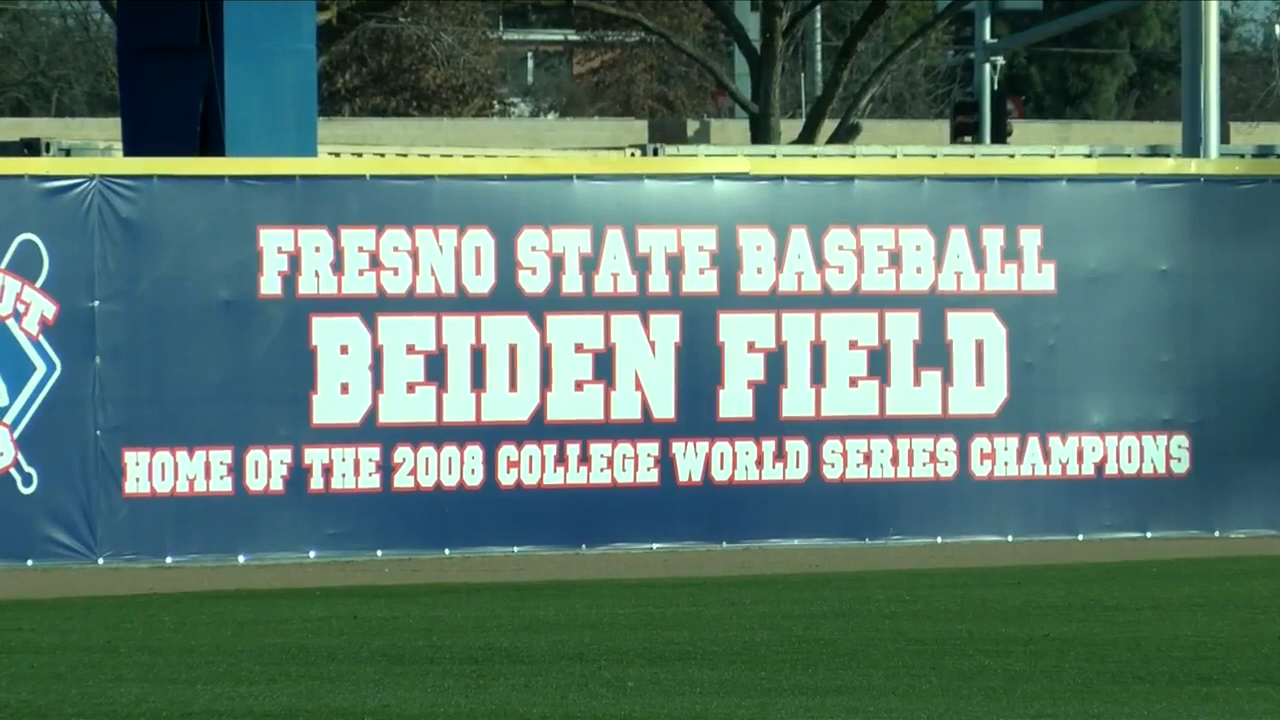 FRESNO STATE BASEBALL
BEIDEN FIELD
HOME OF THE 2008 COLLEGE WORLD SERIES CHAMPIONS